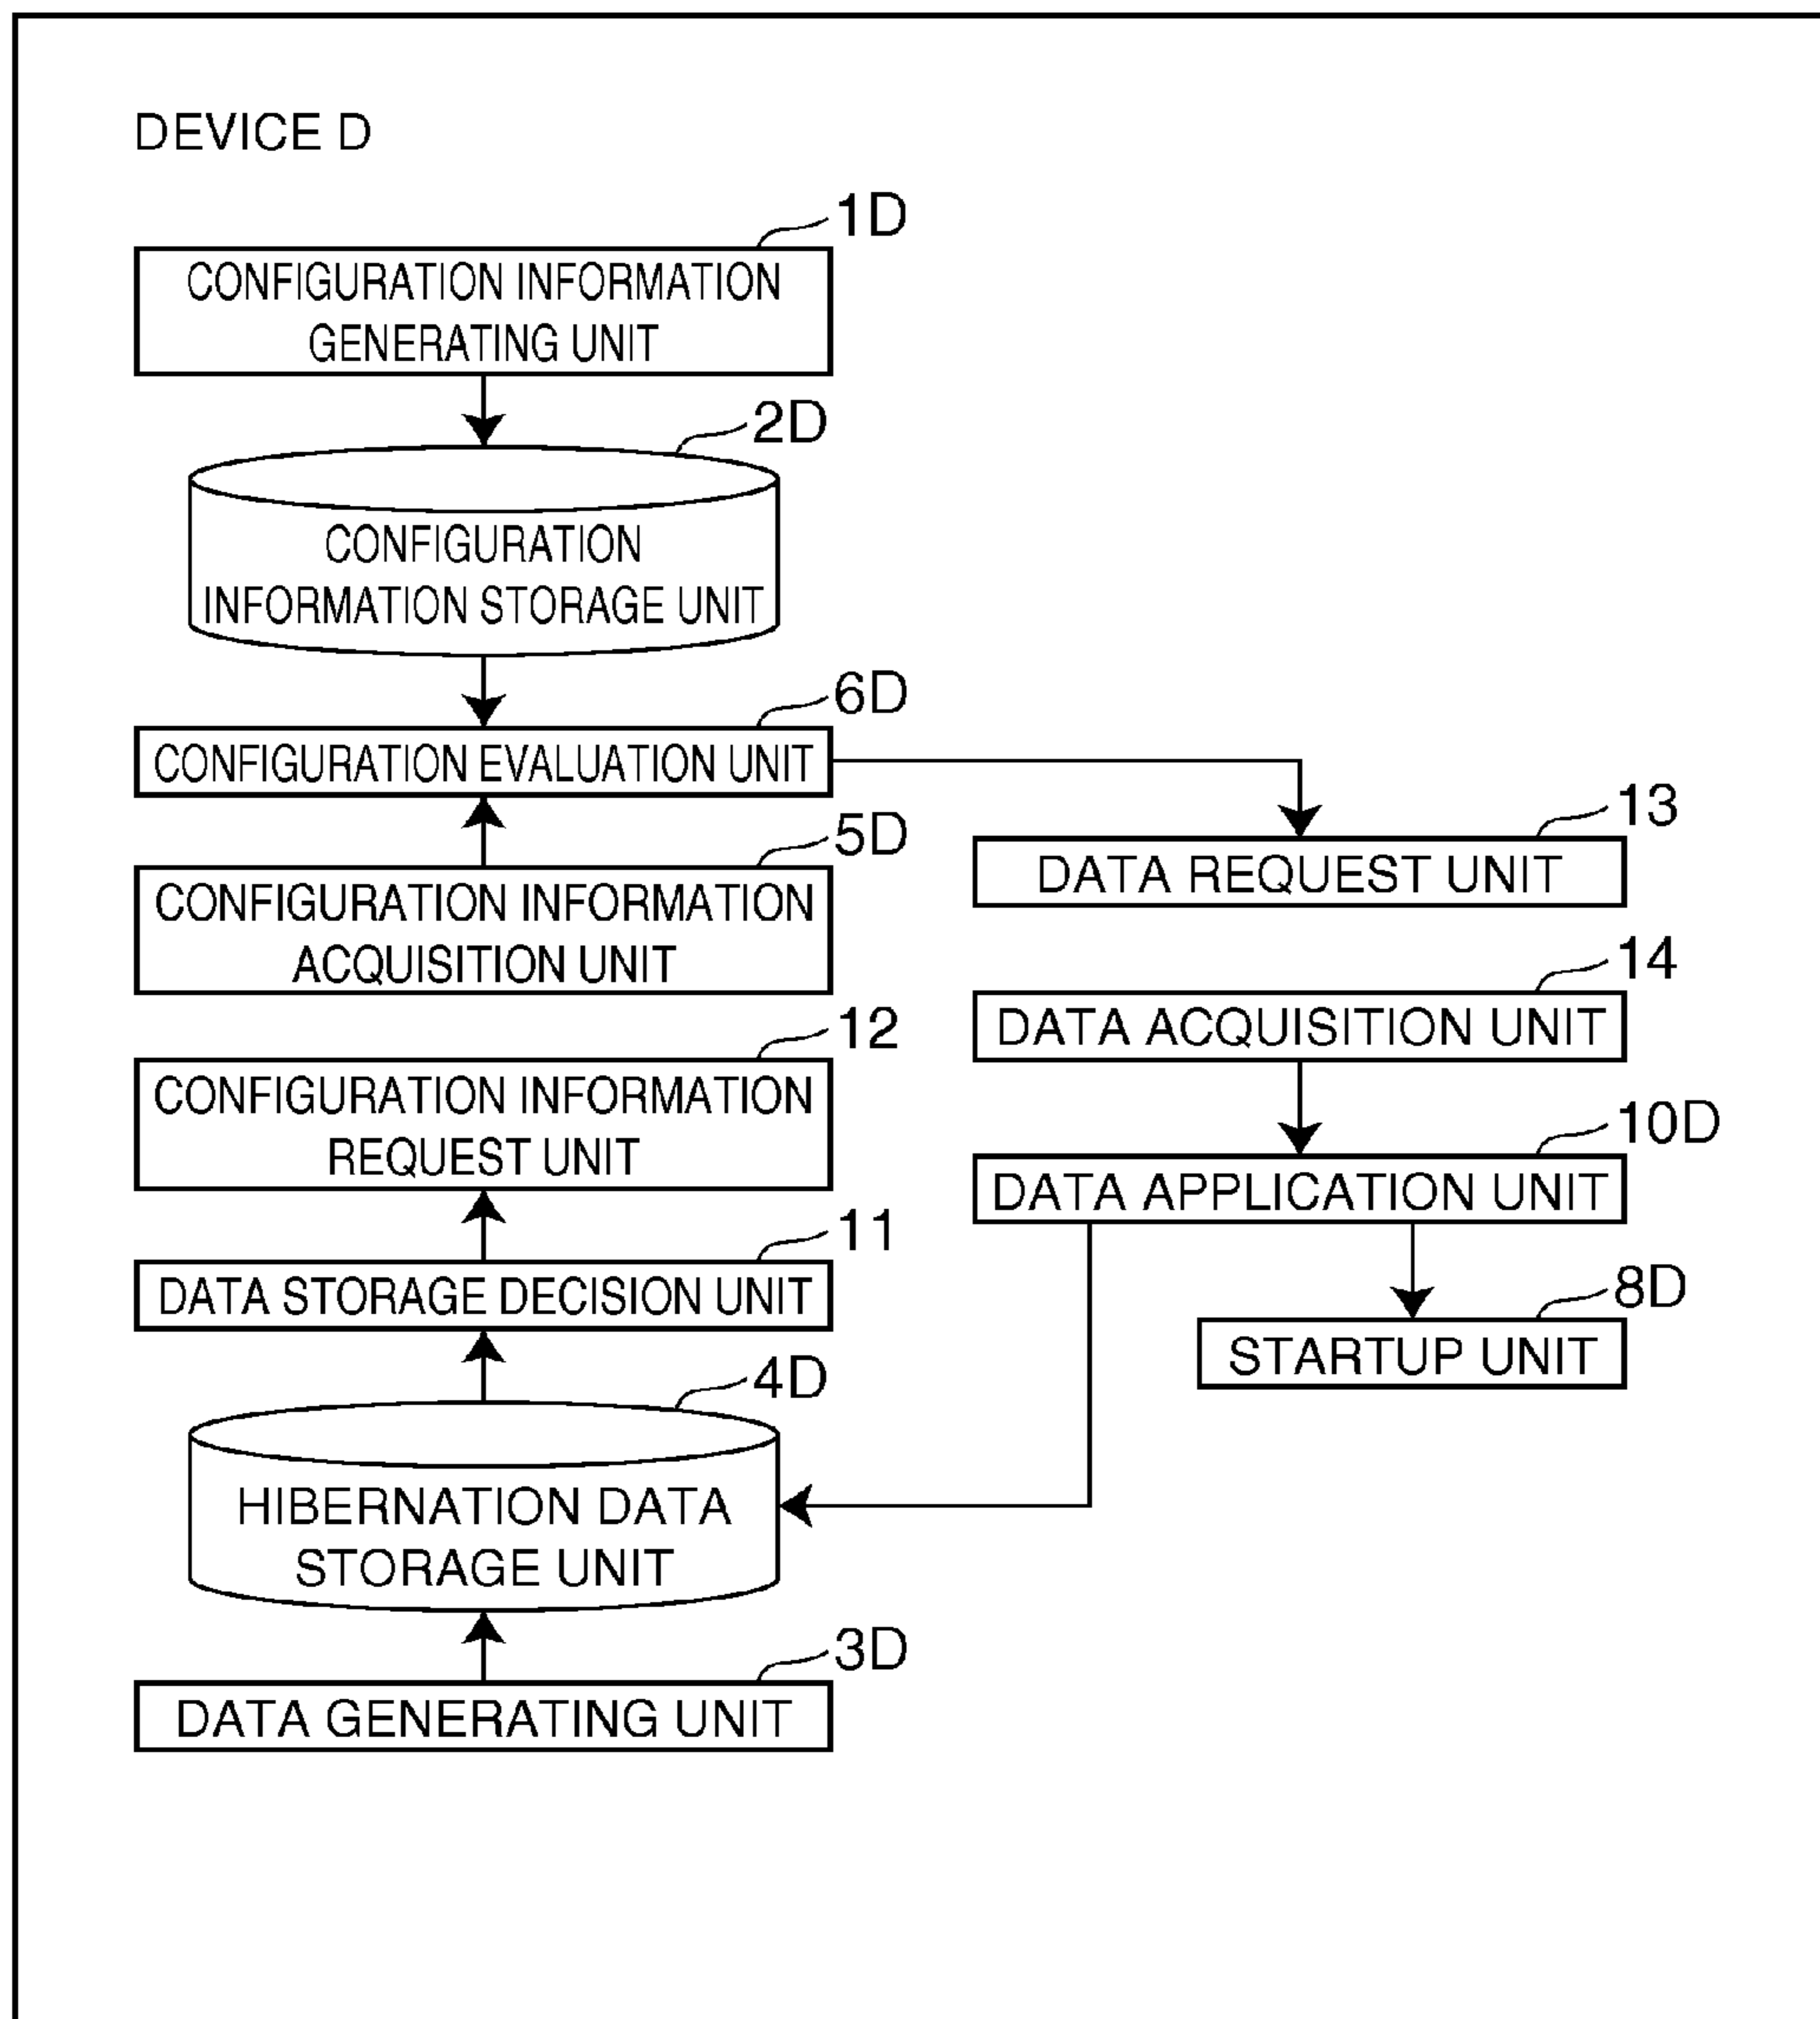 DEVICE D
1D
CONFIGURATION INFORMATION
GENERATING UNIT
2D
CONFIGURATION
INFORMATION STORAGE UNIT
6D
CONFIGURATION EVALUATION UNIT
5D
CONFIGURATION INFORMATION
ACQUISITION UNIT
12
CONFIGURATION INFORMATION
REQUEST UNIT
11
DATA STORAGE DECISION UNIT
4D
HIBERNATION DATA
STORAGE UNIT
3D
DATA GENERATING UNIT
13
DATA REQUEST UNIT
14
DATA ACQUISITION UNIT
10D
DATA APPLICATION UNIT
8D
STARTUP UNIT